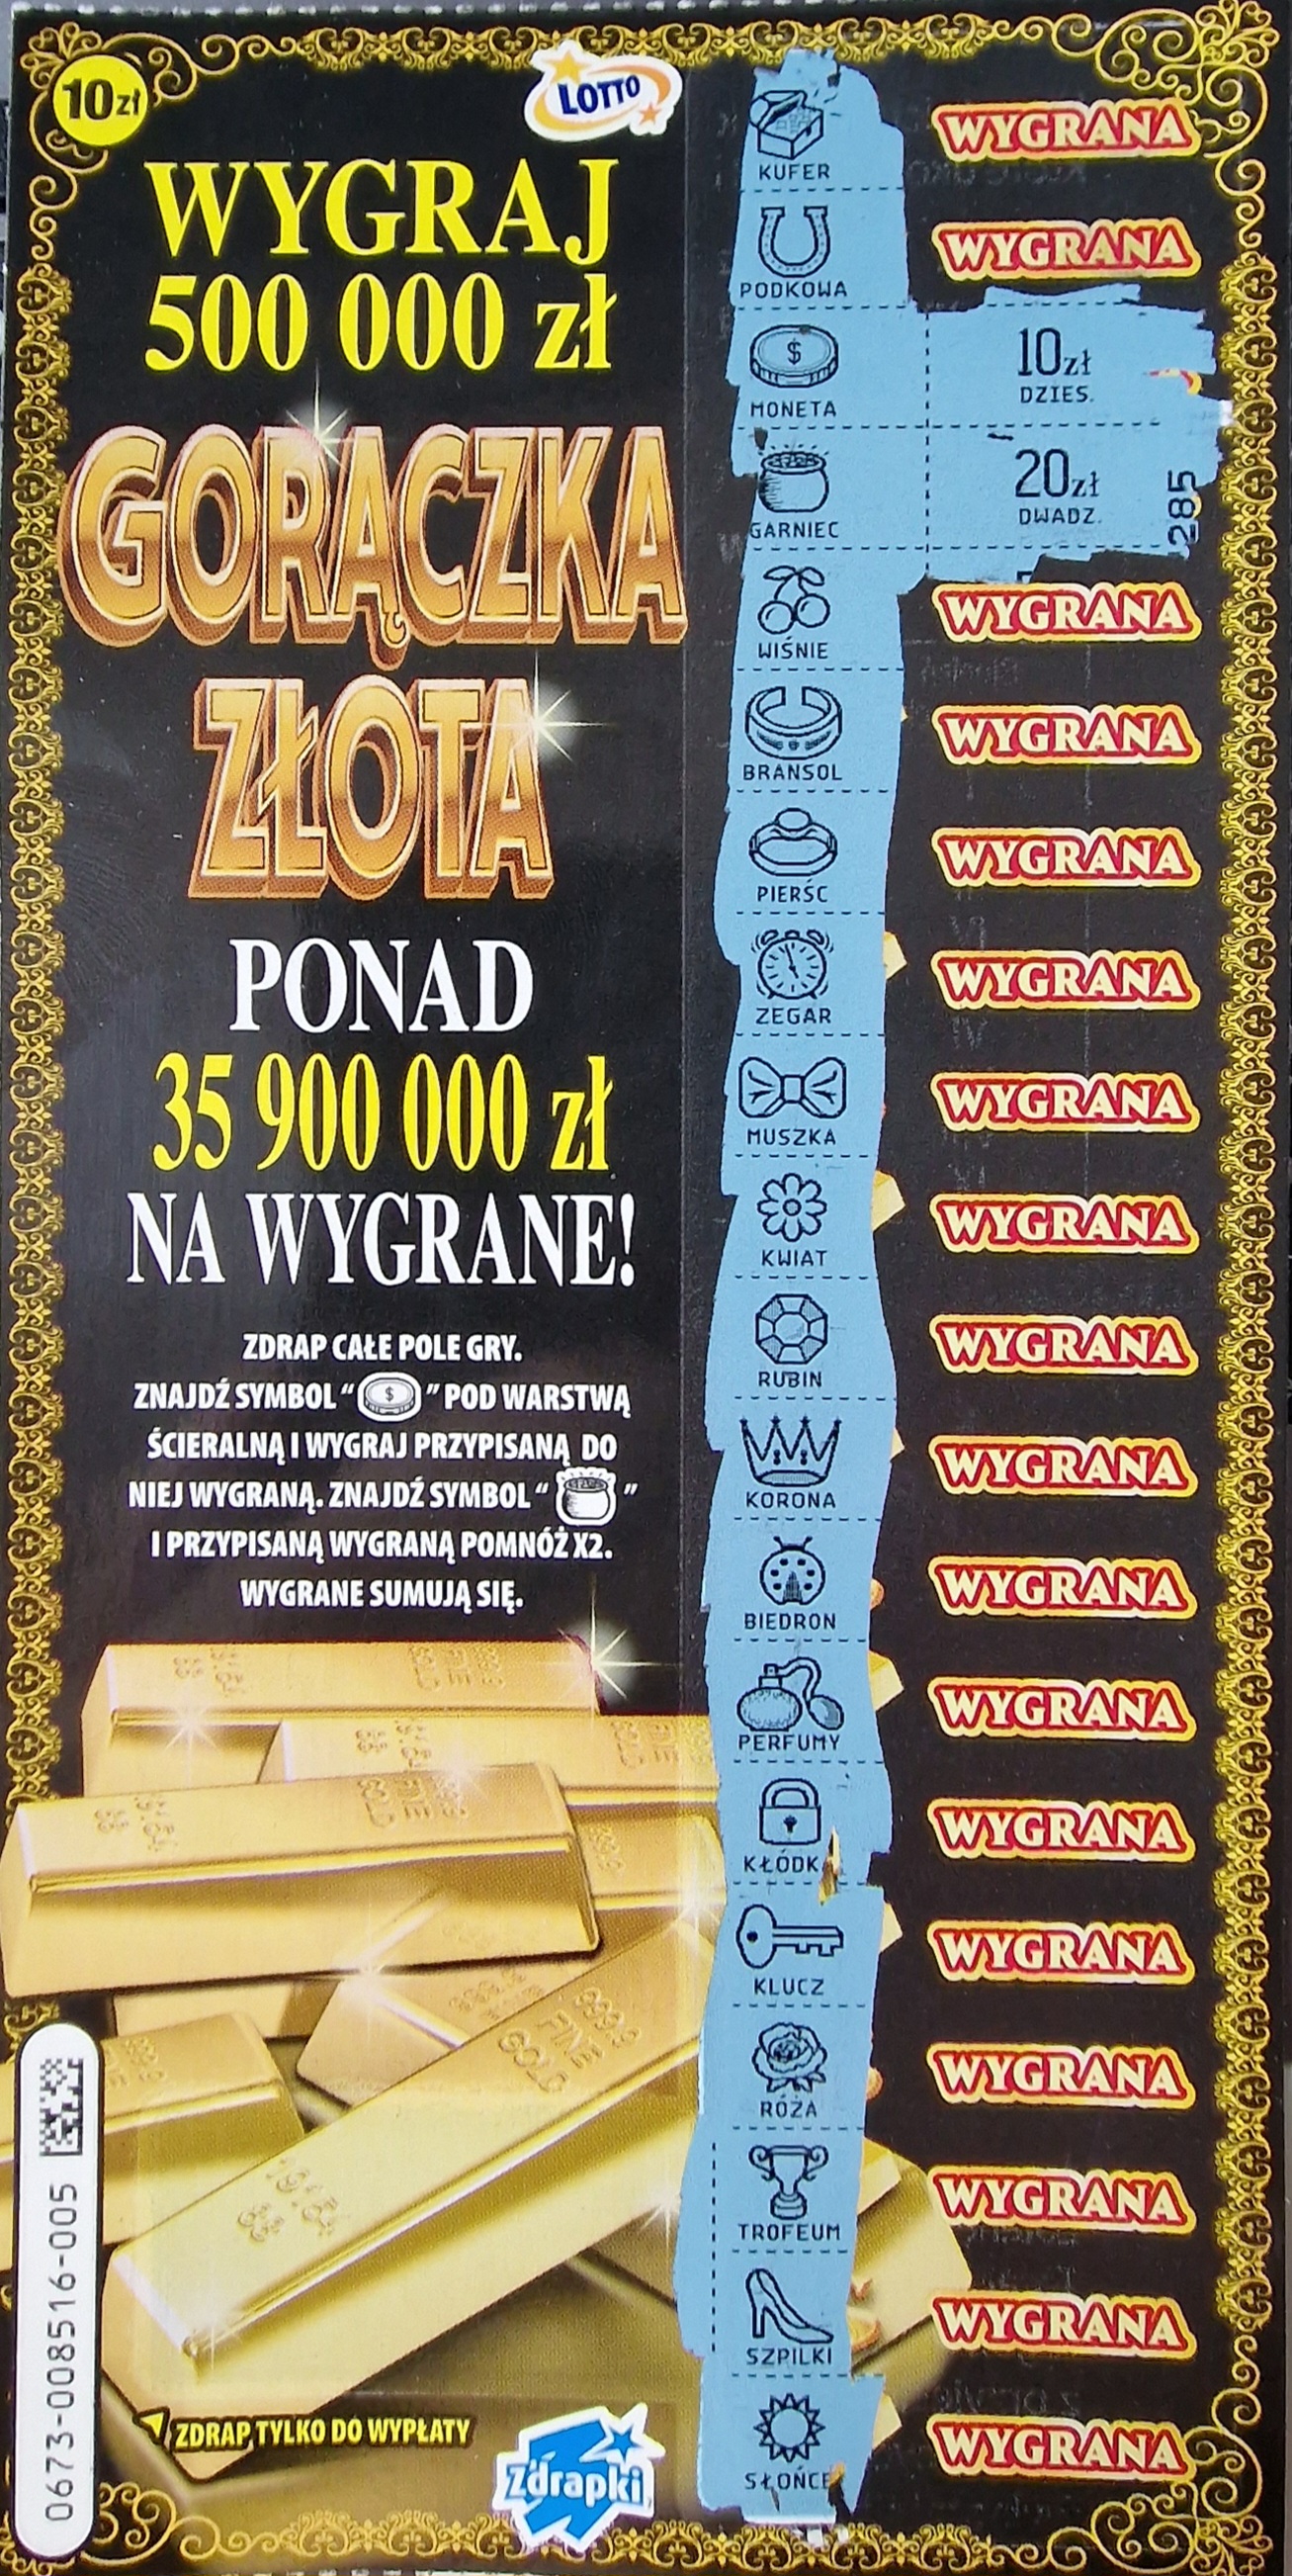 10zł
LOTTO
WYGRAJ
500 000 zł
GORĄCZKA
ZŁOTA
PONAD
35 900 000 zł
NA WYGRANE!
ZDRAP CAŁE POLE GRY.
ZNAJDŹ SYMBOL “ $ ” POD WARSTWĄ
ŚCIERALNĄ I WYGRAJ PRZYPISANĄ DO
NIEJ WYGRANĄ. ZNAJDŹ SYMBOL “ ”
I PRZYPISANĄ WYGRANĄ POMNÓŻ X2.
WYGRANE SUMUJĄ SIĘ.
999.9
FINE
GOLD
ZDRAP TYLKO DO WYPŁATY
Zdrapki
0673-008516-005
KUFER
WYGRANA
PODKOWA
WYGRANA
$
MONETA
10zł
DZIES.
GARNIEC
20zł
DWADZ.
285
WIŚNIE
WYGRANA
BRANSOL
WYGRANA
PIERŚC
WYGRANA
ZEGAR
WYGRANA
MUSZKA
WYGRANA
KWIAT
WYGRANA
RUBIN
WYGRANA
KORONA
WYGRANA
BIEDRON
WYGRANA
PERFUMY
WYGRANA
KŁÓDK
WYGRANA
KLUCZ
WYGRANA
RÓŻA
WYGRANA
TROFEUM
WYGRANA
SZPILKI
WYGRANA
SŁOŃCE
WYGRANA